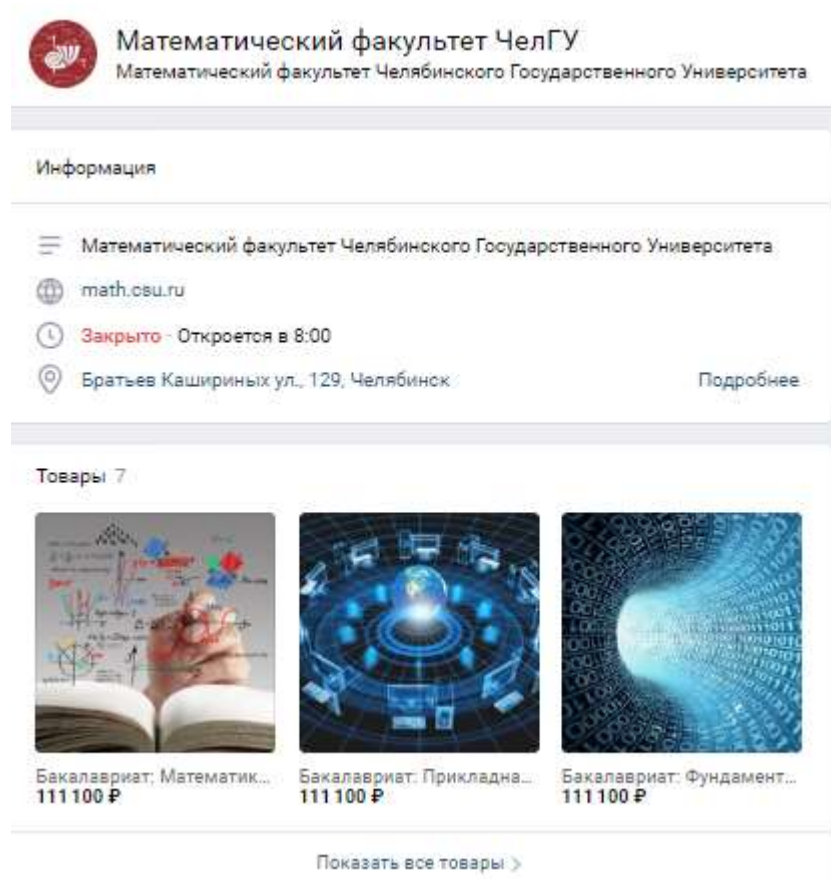 Математический факультет ЧелГУ
Математический факультет Челябинского Государственного Университета
Информация
Математический факультет Челябинского Государственного Университета
math.csu.ru
Закрыто · Откроется в 8:00
Братьев Кашириных ул., 129, Челябинск Подробнее
Товары 7
Бакалавриат: Математик... Бакалавриат: Прикладна... Бакалавриат: Фундамент...
111 100 ₽ 111 100 ₽ 111 100 ₽
Показать все товары >